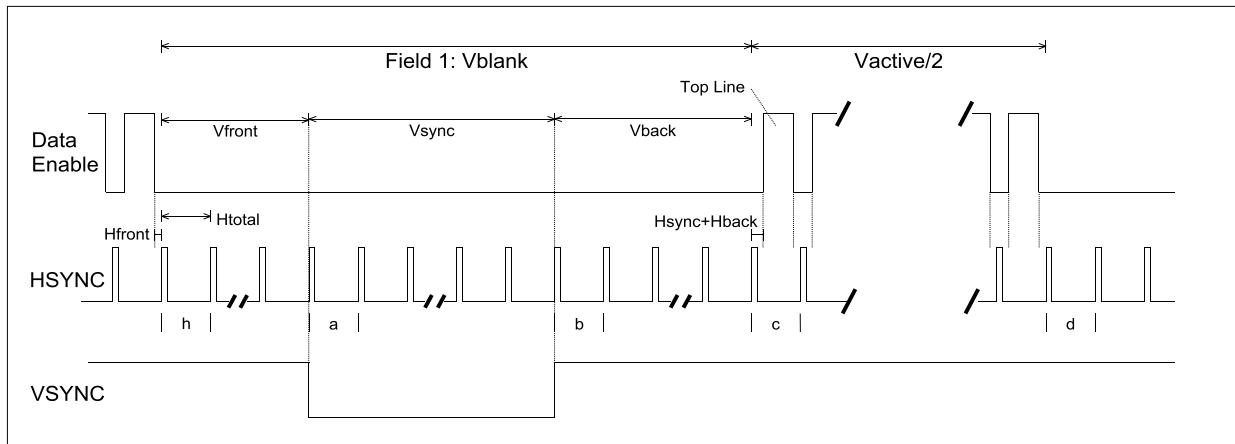 Field 1: Vblank
Vactive/2
Top Line
Vfront
Vsync
Vback
Data
Enable
Htotal
Hfront
Hsync+Hback
HSYNC
h
a
b
c
d
VSYNC